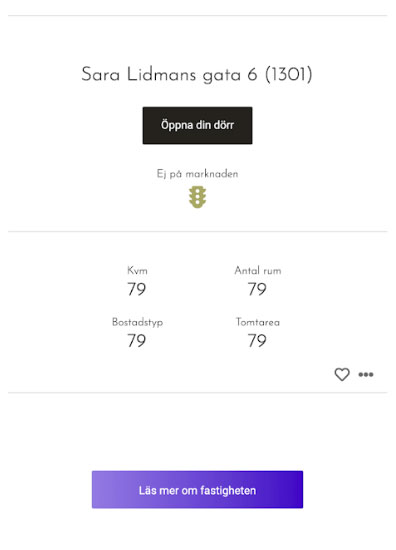 Sara Lidmans gata 6 (1301)
Öppna din dörr
Ej på marknaden
Kvm Antal rum
79 79
Bostadstyp Tomtarea
79 79
Läs mer om fastigheten